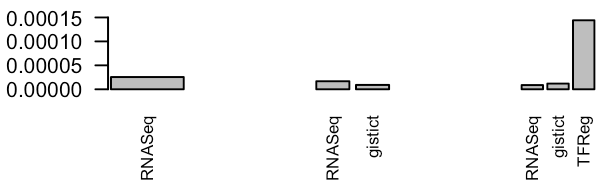 0.00015
0.00010
0.00005
0.00000
RNASeq
RNASeq
gistict
RNASeq
gistict
TFReg